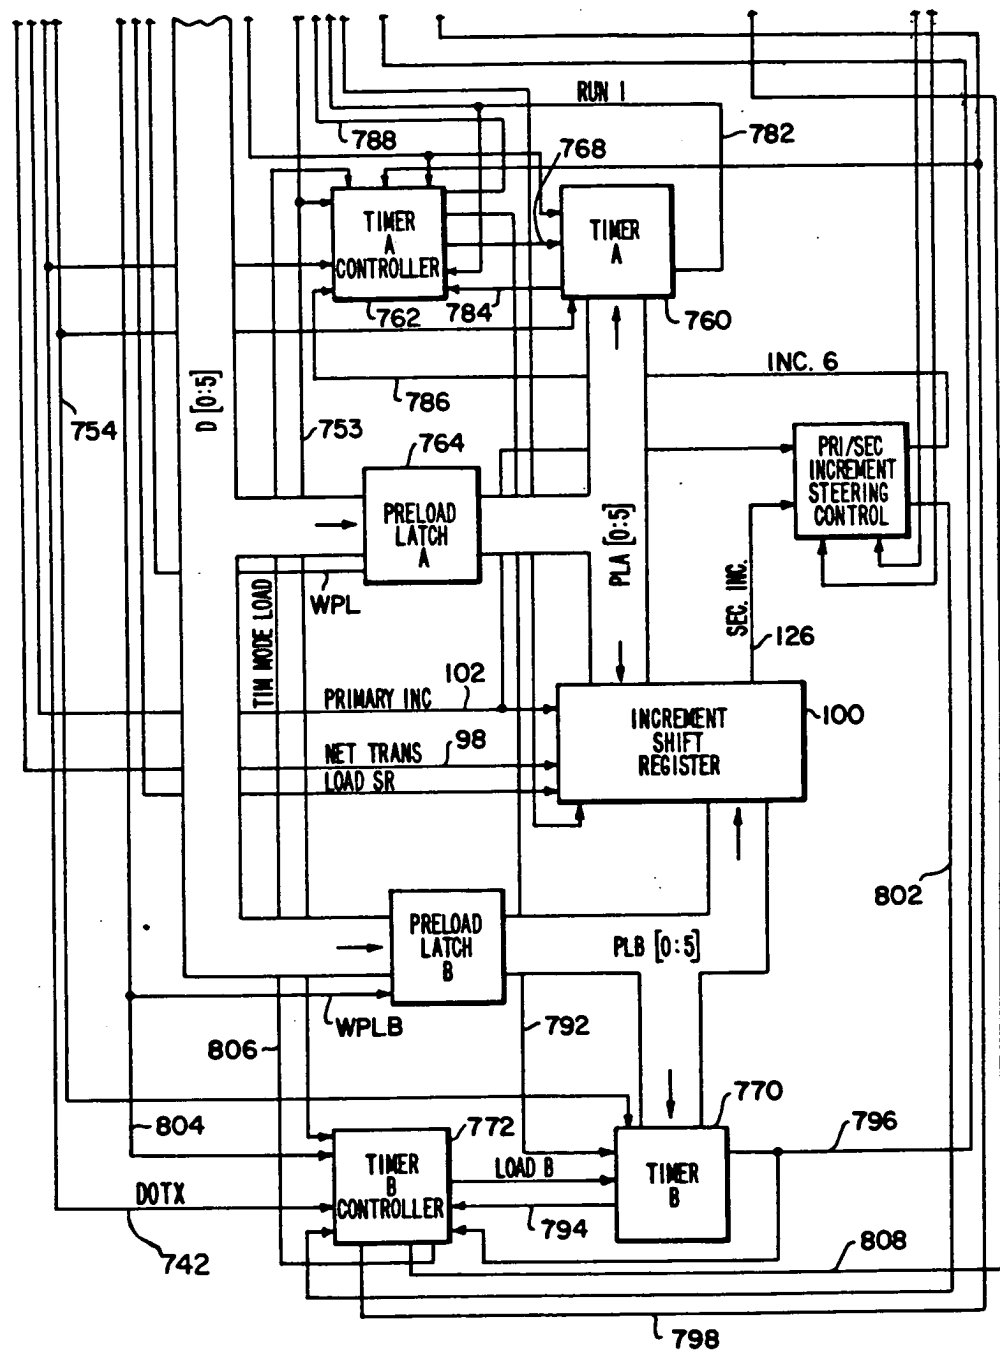 RUN 1
788
782
768
TIMER
A
CONTROLLER
TIMER
A
784
762
760
INC. 6
786
754
D [0:5]
753
764
PRI/SEC
INCREMENT
STEERING
CONTROL
PRELOAD
LATCH
A
PLA [0:5]
WPL
SEC. INC.
TIM MODE LOAD
126
102
PRIMARY INC
100
INCREMENT
SHIFT
REGISTER
98
NET TRANS
LOAD SR
802
PRELOAD
LATCH
B
PLB [0:5]
WPLB
792
806
770
804
772
796
TIMER
B
CONTROLLER
LOAD B
TIMER
B
DOTX
794
742
808
798